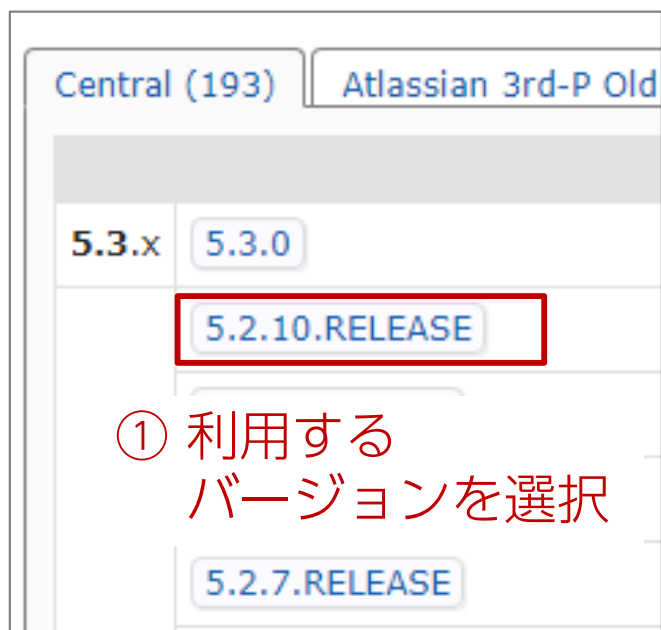 Central (193)
Atlassian 3rd-P Old
5.3.x
5.3.0
5.2.10.RELEASE
① 利用する
バージョンを選択
5.2.7.RELEASE